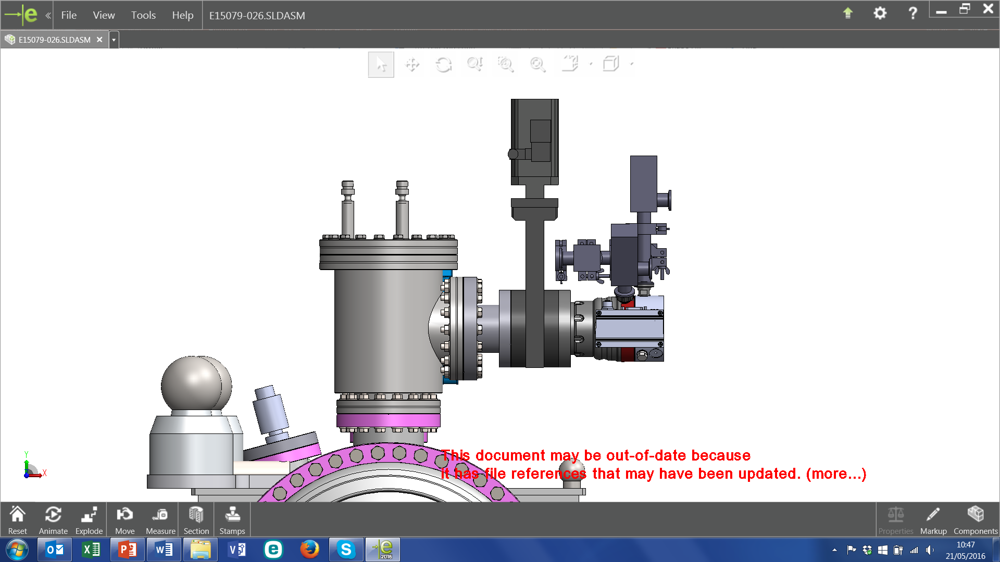 e « File View Tools Help E15079-026.SLDASM ?
E15079-026.SLDASM
This document may be out-of-date because
it has file references that may have been updated. (more...)
Y
X
Reset Animate Explode Move Measure Section Stamps Properties Markup Components
10:47
21/05/2016
2016